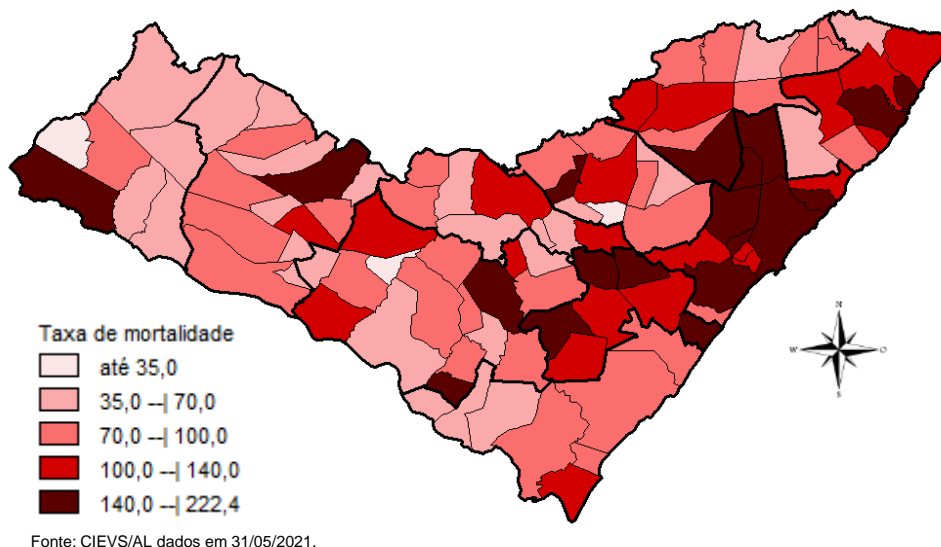 N
W
O
S
Taxa de mortalidade
até 35,0
35,0 --| 70,0
70,0 --| 100,0
100,0 --| 140,0
140,0 --| 222,4
Fonte: CIEVS/AL dados em 31/05/2021.